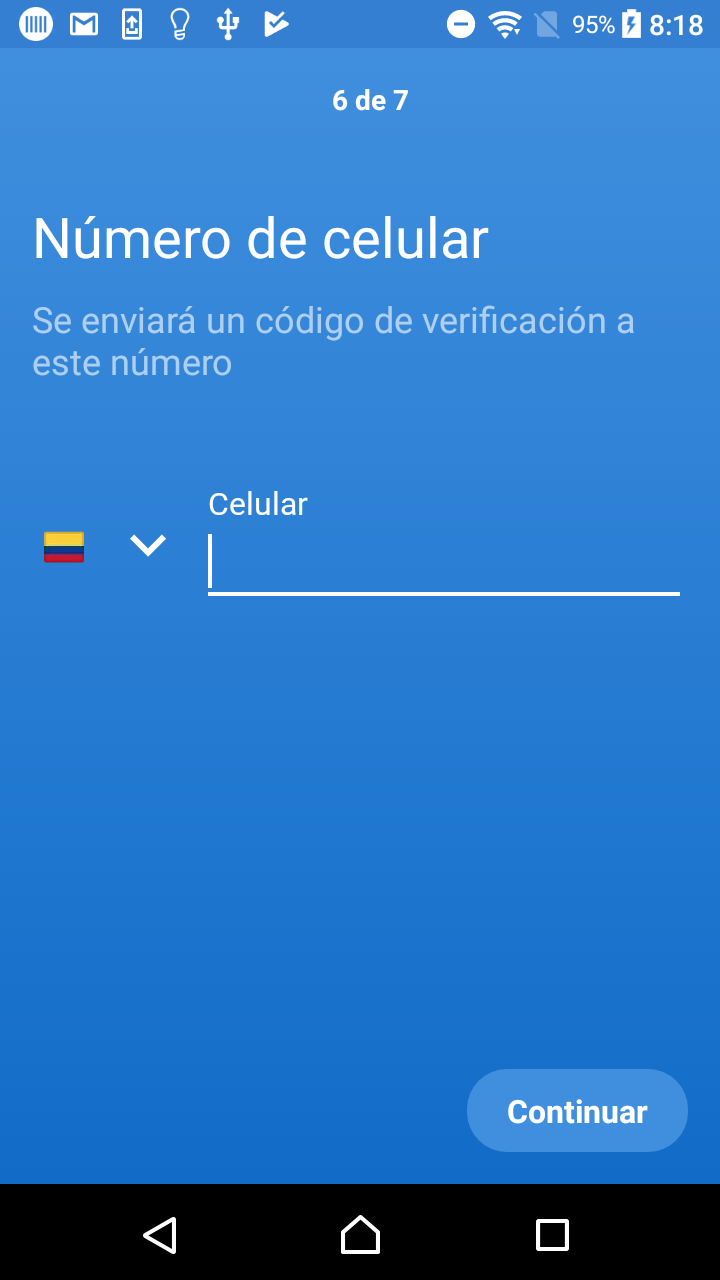 95% 8:18
6 de 7
Número de celular
Se enviará un código de verificación a
este número
Celular
Continuar